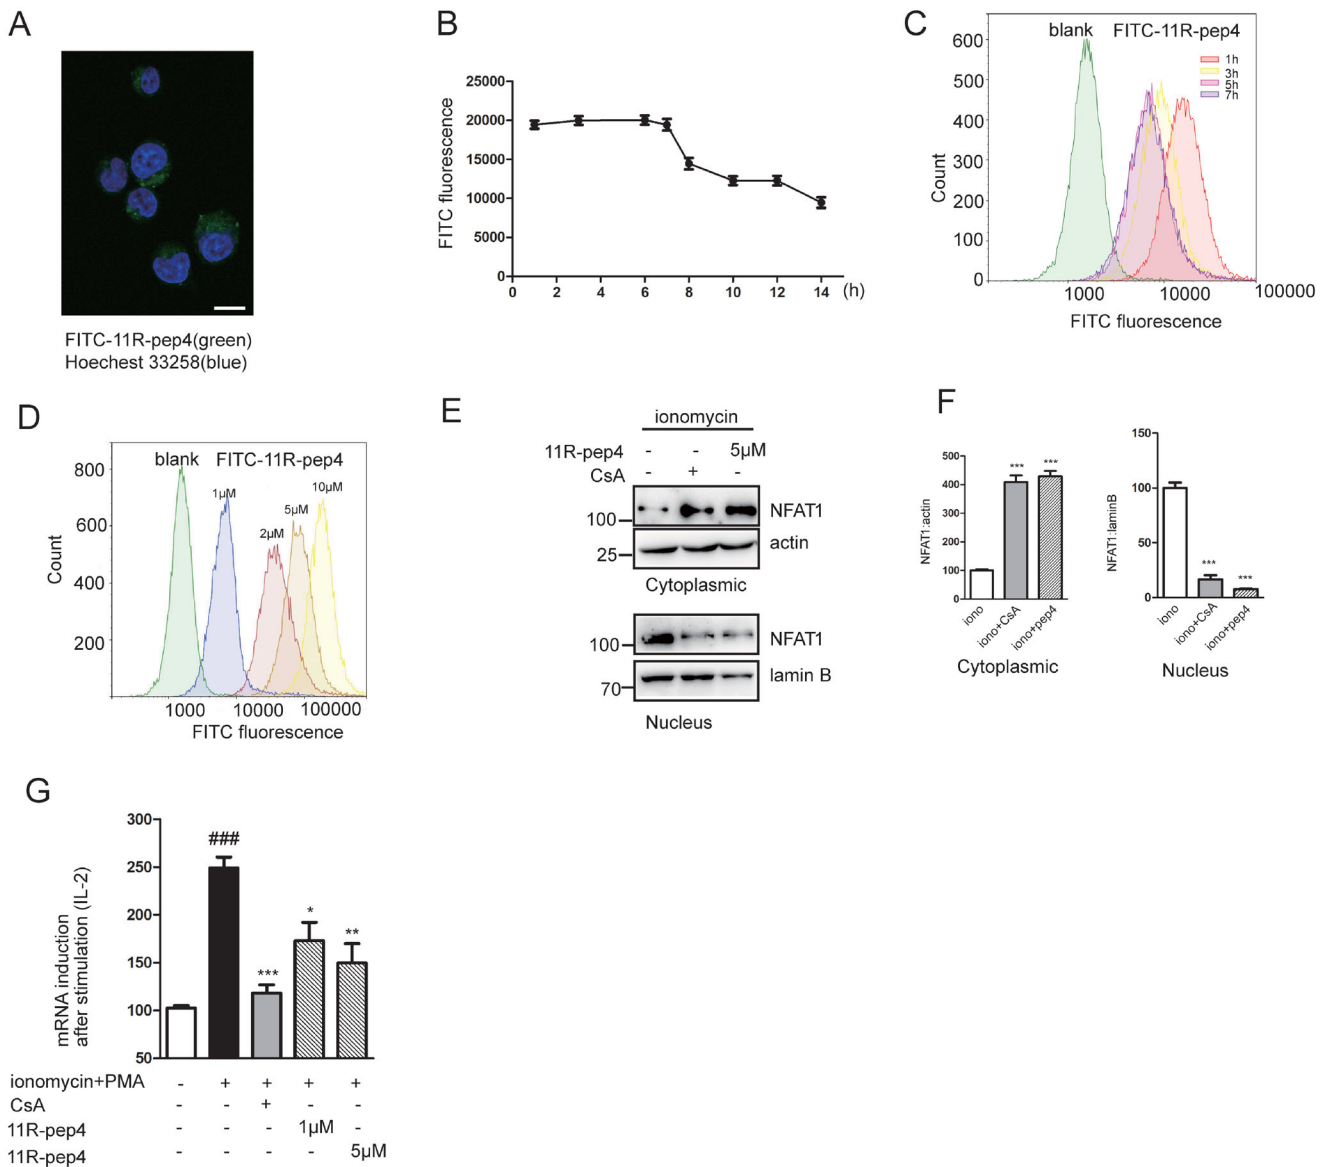 A
FITC-11R-pep4(green)
Hoechest 33258(blue)
B
FITC fluorescence
25000
20000
15000
10000
5000
0
0 2 4 6 8 10 12 14 (h)
C
blank FITC-11R-pep4
1h
3h
5h
7h
Count
600
500
400
300
200
100
0
1000 10000 100000
FITC fluorescence
D
blank FITC-11R-pep4
1µM
2µM
5µM
10µM
Count
800
600
400
200
1000 10000 100000
FITC fluorescence
E
ionomycin
11R-pep4 - - 5µM
CsA - + -
100 NFAT1
25 actin
Cytoplasmic
100 NFAT1
70 lamin B
Nucleus
F
NFAT1:actin
500
400
300
200
100
0
*** ***
iono iono+CsA iono+pep4
Cytoplasmic
NFAT1:laminB
150
100
50
0
*** ***
iono iono+CsA iono+pep4
Nucleus
G
mRNA induction
after stimulation (IL-2)
300
250
200
150
100
50
###
***
*
**
ionomycin+PMA - + + + +
CsA - - + - -
11R-pep4 - - - 1µM -
11R-pep4 - - - - 5µM